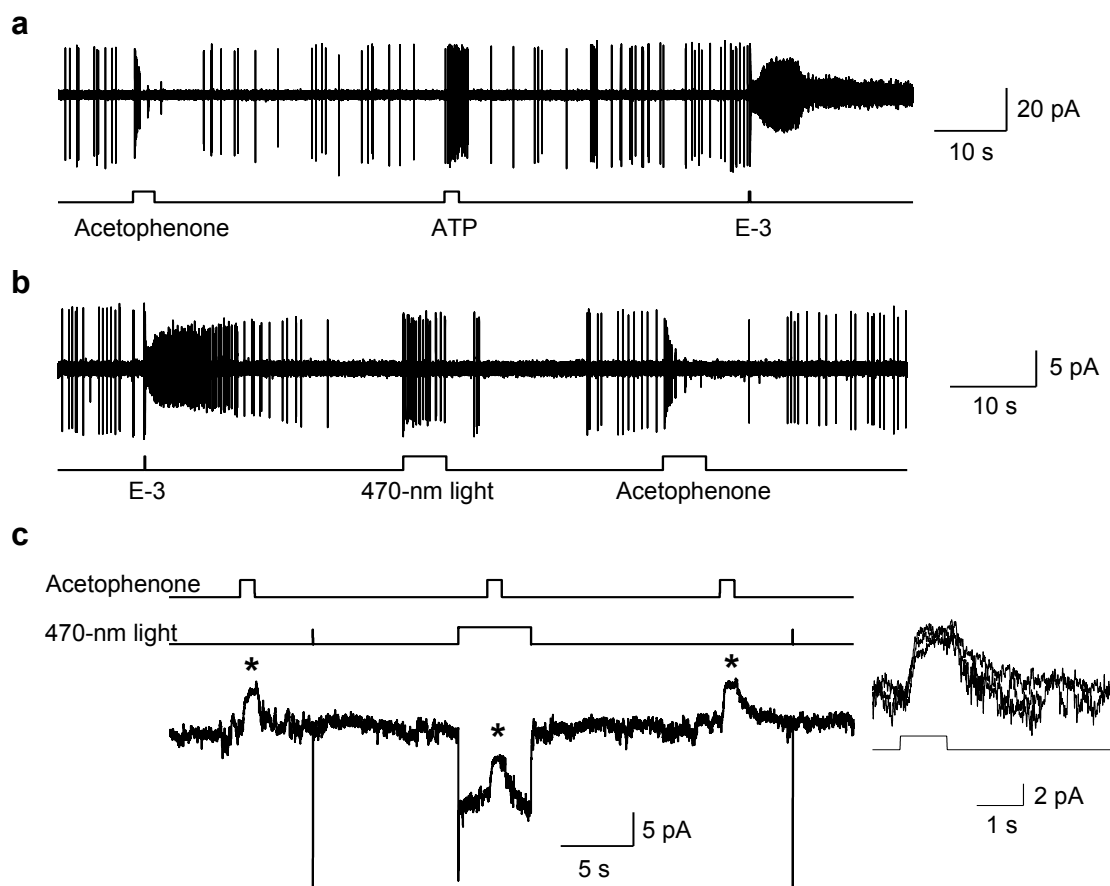 a
20 pA
10 s
Acetophenone ATP E-3
b
5 pA
10 s
E-3 470-nm light Acetophenone
c
Acetophenone
470-nm light
* *
*
5 pA
5 s
2 pA
1 s